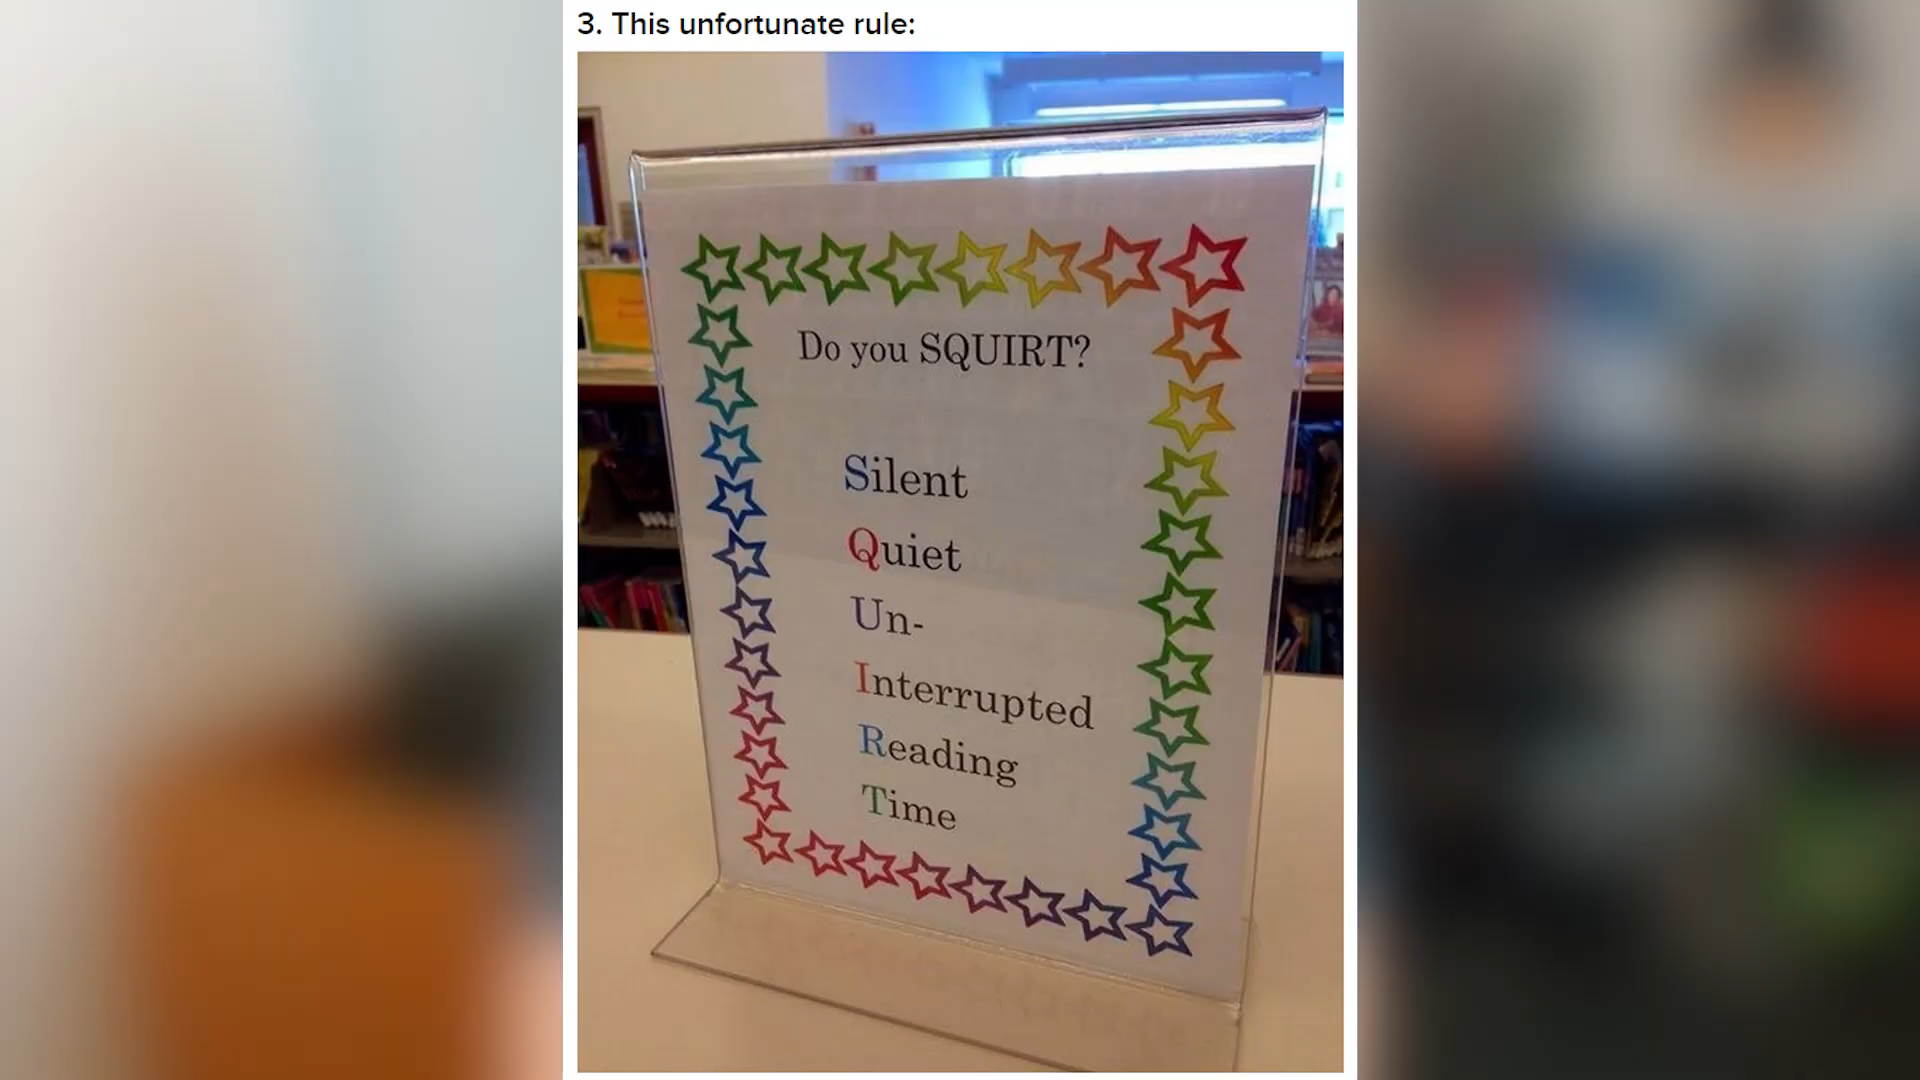 3. This unfortunate rule:
Do you SQUIRT?
Silent
Quiet
Un-
Interrupted
Reading
Time